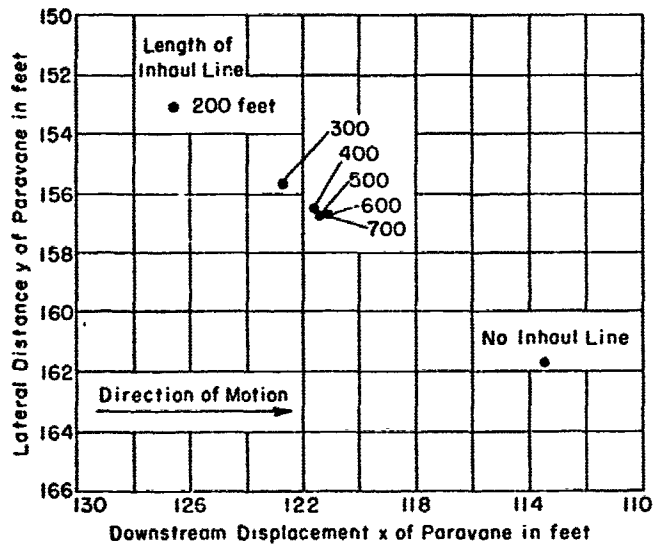 150
152
154
156
158
160
162
164
166
Lateral Distance y of Paravane in feet
Length of
Inhaul Line
200 feet
300
400
500
600
700
No Inhaul Line
Direction of Motion
130
126
122
118
114
110
Downstream Displacement x of Paravane in feet